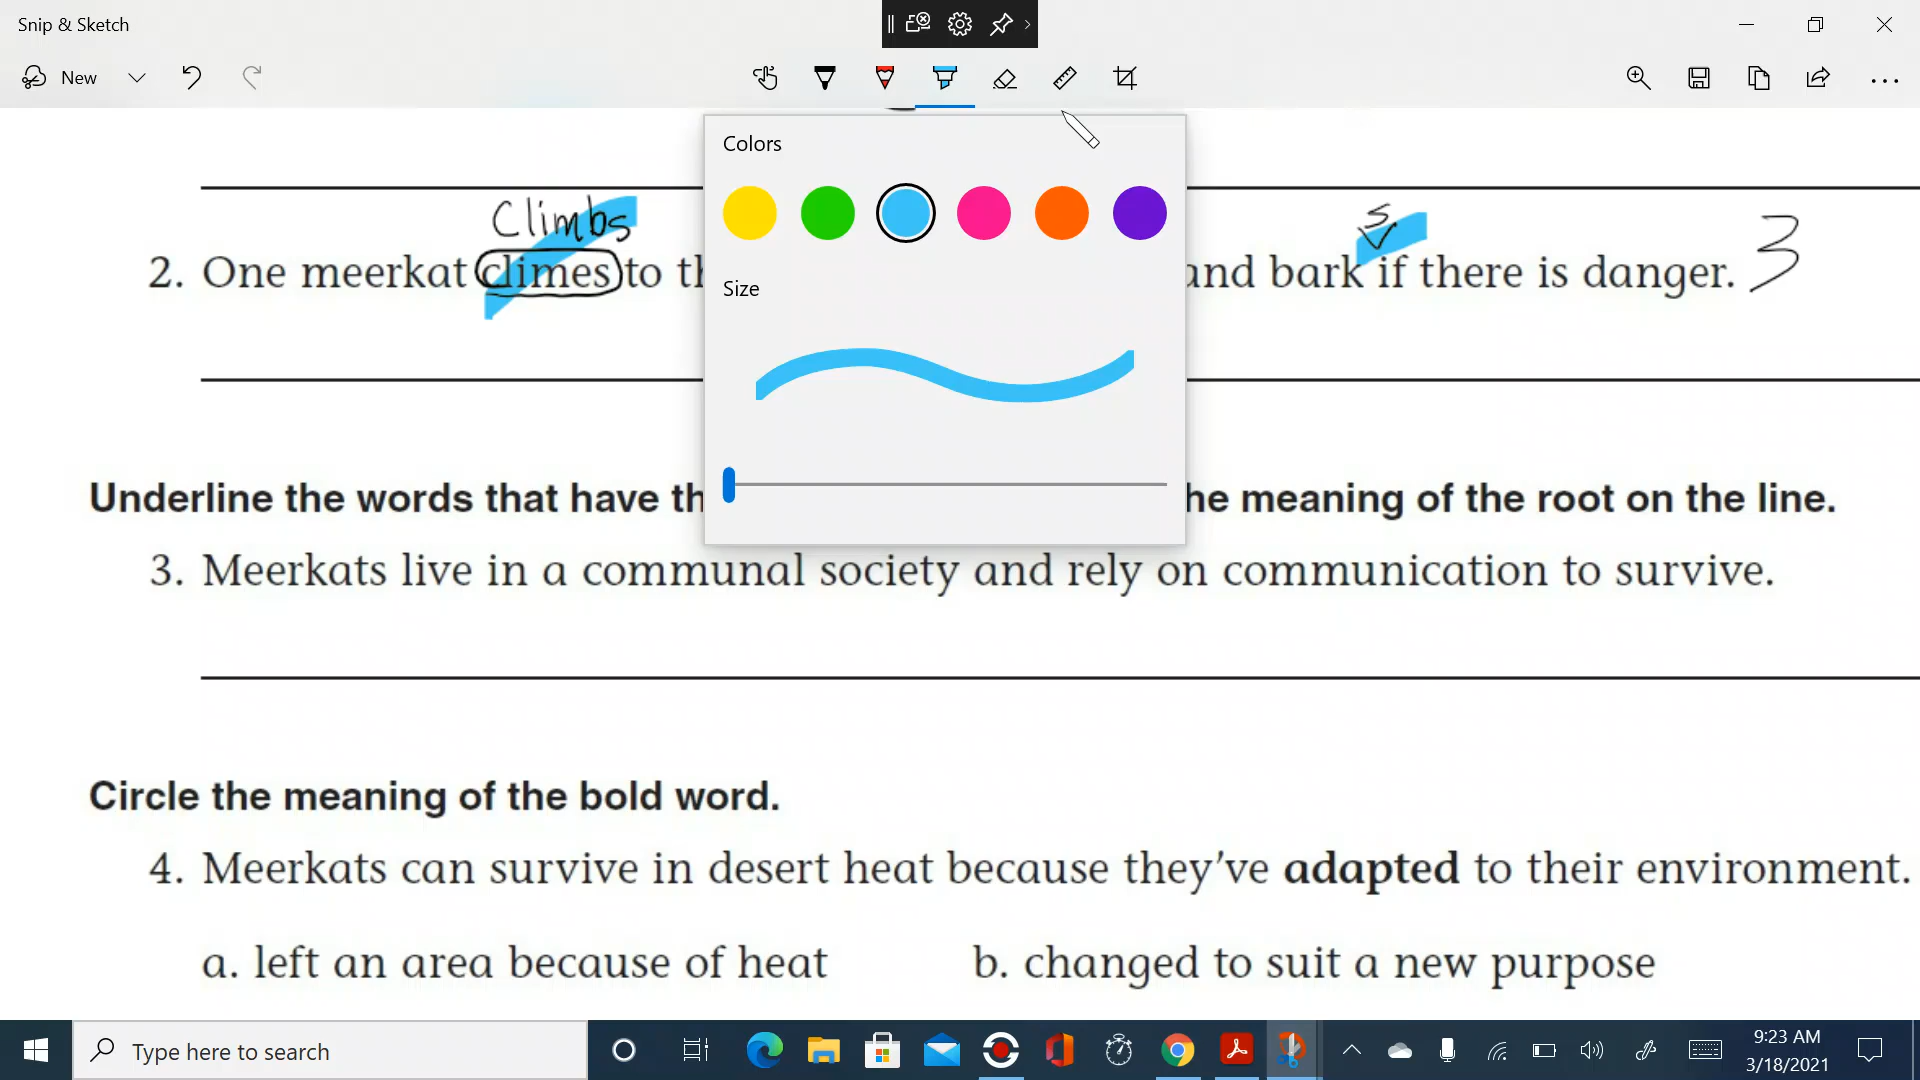 Snip & Sketch
New
Colors
Size
Climbs
s
2. One meerkat climes to th
and bark if there is danger. 3
Underline the words that have th
he meaning of the root on the line.
3. Meerkats live in a communal society and rely on communication to survive.
Circle the meaning of the bold word.
4. Meerkats can survive in desert heat because they've adapted to their environment.
a. left an area because of heat
b. changed to suit a new purpose
Type here to search
9:23 AM
3/18/2021